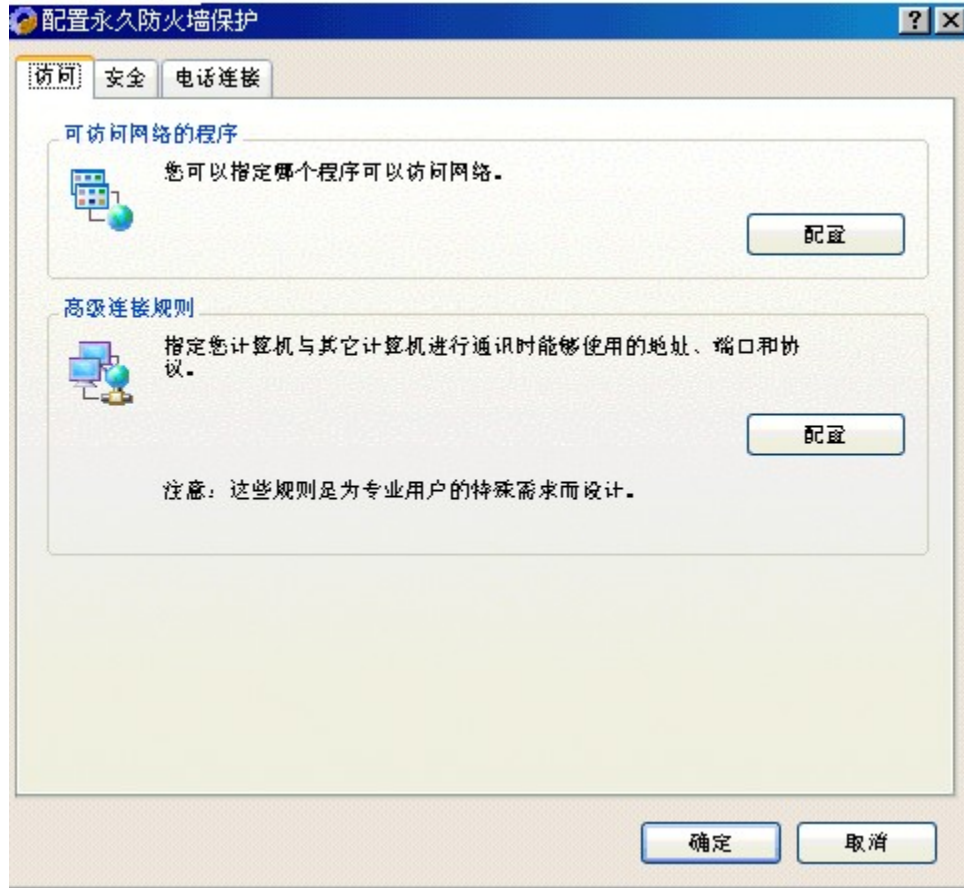 配置永久防火墙保护
访问 安全 电话连接
可访问网络的程序
您可以指定哪个程序可以访问网络。
配置
高级连接规则
指定您计算机与其它计算机进行通讯时能够使用的地址、端口和协
议。
配置
注意：这些规则是为专业用户的特殊需求而设计。
确定 取消